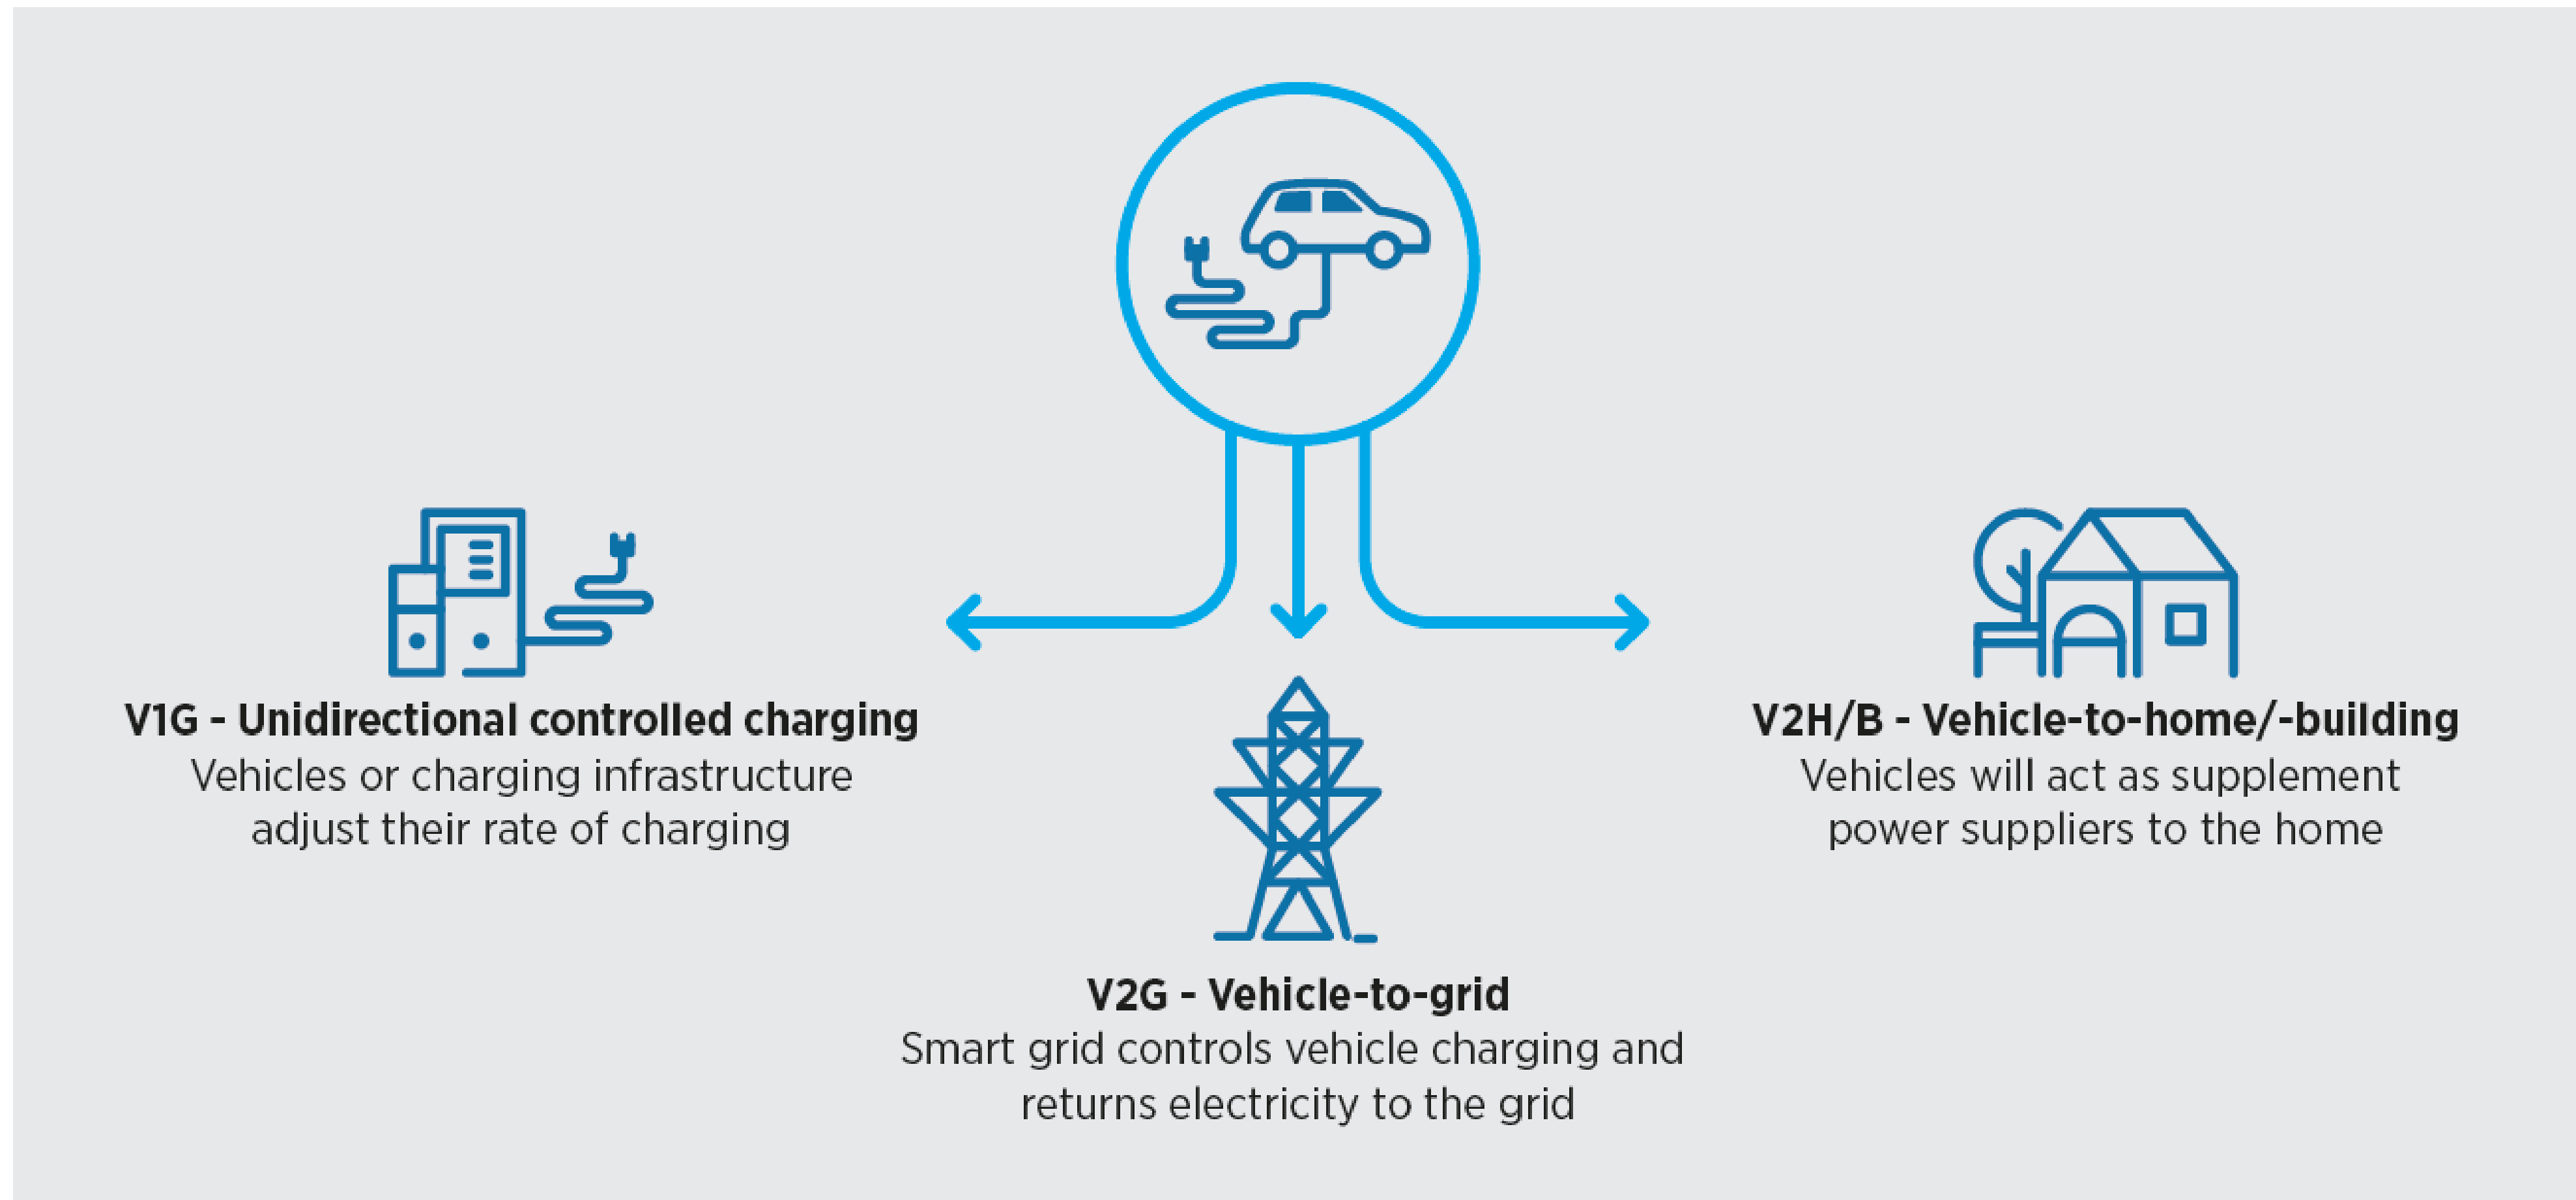 V1G - Unidirectional controlled charging
Vehicles or charging infrastructure
adjust their rate of charging
V2G - Vehicle-to-grid
Smart grid controls vehicle charging and
returns electricity to the grid
V2H/B - Vehicle-to-home/-building
Vehicles will act as supplement
power suppliers to the home